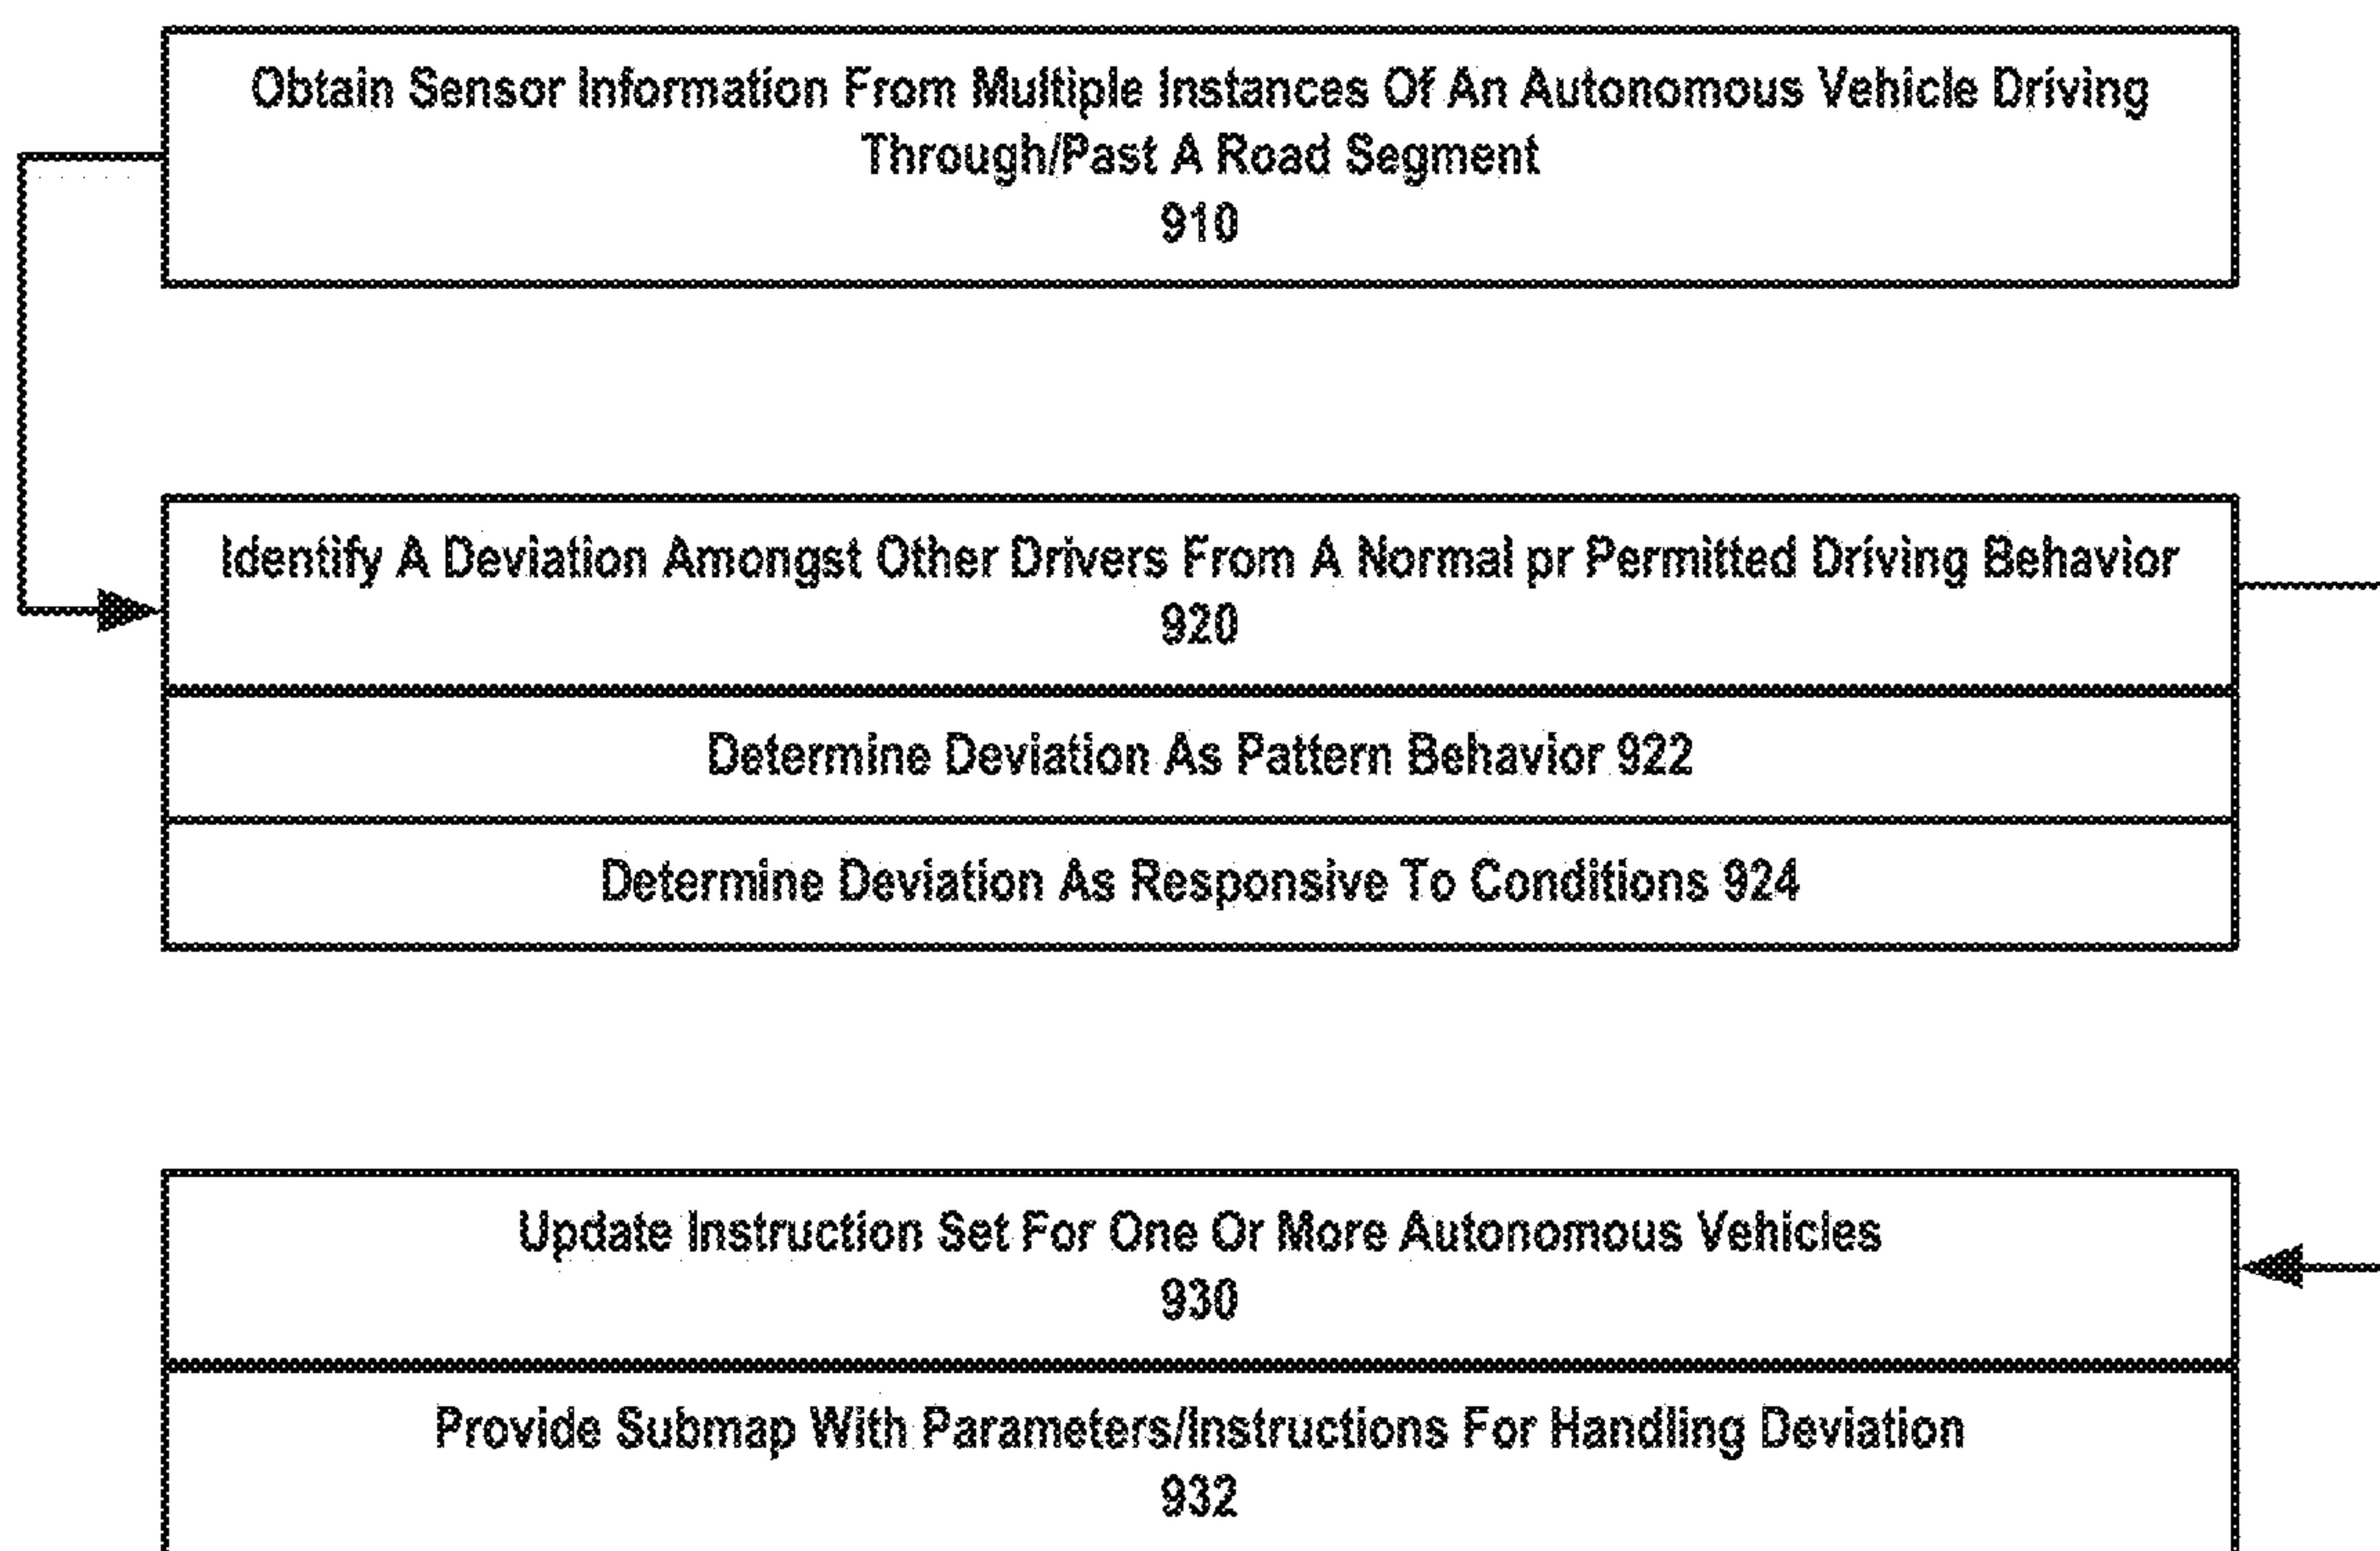 Obtain Sensor Information From Multiple Instances Of An Autonomous Vehicle Driving
Through/Past A Road Segment
910
Identify A Deviation Amongst Other Drivers From A Normal pr Permitted Driving Behavior
920
Determine Deviation As Pattern Behavior 922
Determine Deviation As Responsive To Conditions 924
Update Instruction Set For One Or More Autonomous Vehicles
930
Provide Submap With Parameters/Instructions For Handling Deviation
932